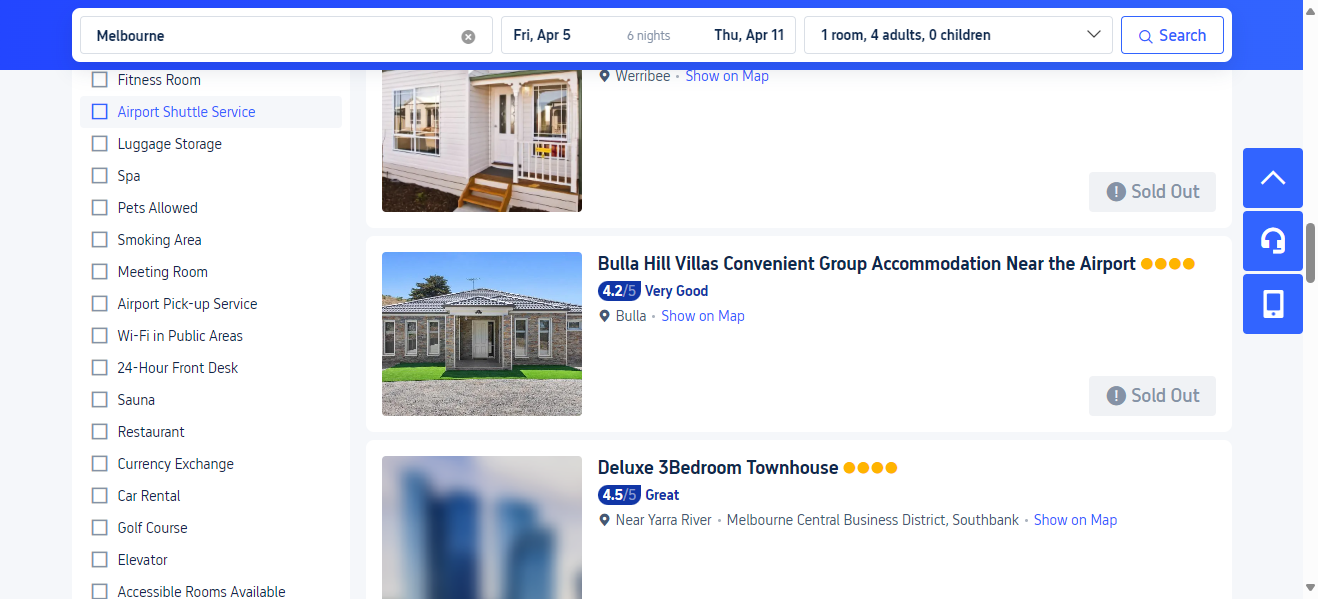 Melbourne
Fri, Apr 5 6 nights Thu, Apr 11
1 room, 4 adults, 0 children
Search
Fitness Room
Airport Shuttle Service
Luggage Storage
Spa
Pets Allowed
Smoking Area
Meeting Room
Airport Pick-up Service
Wi-Fi in Public Areas
24-Hour Front Desk
Sauna
Restaurant
Currency Exchange
Car Rental
Golf Course
Elevator
Accessible Rooms Available
Werribee • Show on Map
Sold Out
Bulla Hill Villas Convenient Group Accommodation Near the Airport
4.2/5 Very Good
Bulla • Show on Map
Sold Out
Deluxe 3Bedroom Townhouse
4.5/5 Great
Near Yarra River • Melbourne Central Business District, Southbank • Show on Map